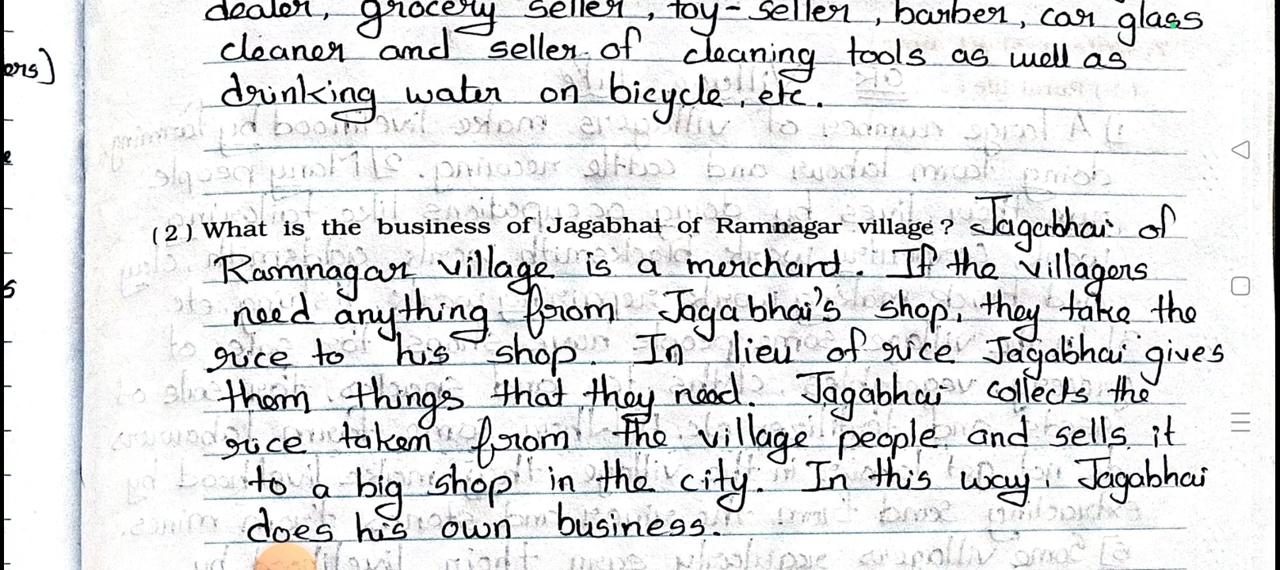 dealer, grocery seller, toy-seller, barber, car glass
ers) cleaner and seller of cleaning tools as well as
drinking water on bicycle, etc.
(2) What is the business of Jagabhai of Ramnagar village? Jagabhai of
Ramnagar village is a merchard. If the villagers
need anything from Jagabhai's shop, they take the
rice to his shop. In lieu of rice Jagabhai gives
them things that they need. Jagabhai collects the
rice taken from the village people and sells it
to a big shop in the city. In this way, Jagabhai
does his own business.